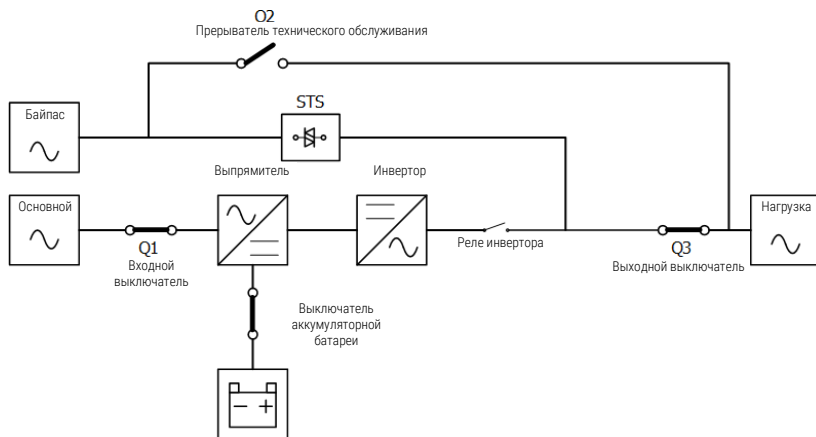 Q2
Прерыватель технического обслуживания
Байпас
STS
Выпрямитель
Инвертор
Основной
Нагрузка
Q1
Входной
выключатель
Реле инвертора
Q3
Выходной выключатель
Выключатель
аккумуляторной
батареи